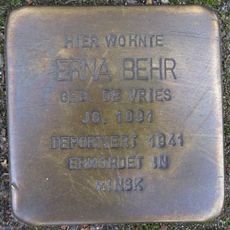 HIER WOHNTE
ERNA BEHR
GEB. DE VRIES
JG. 1891
DEPORTIERT 1941
ERMORDET IN
MINSK